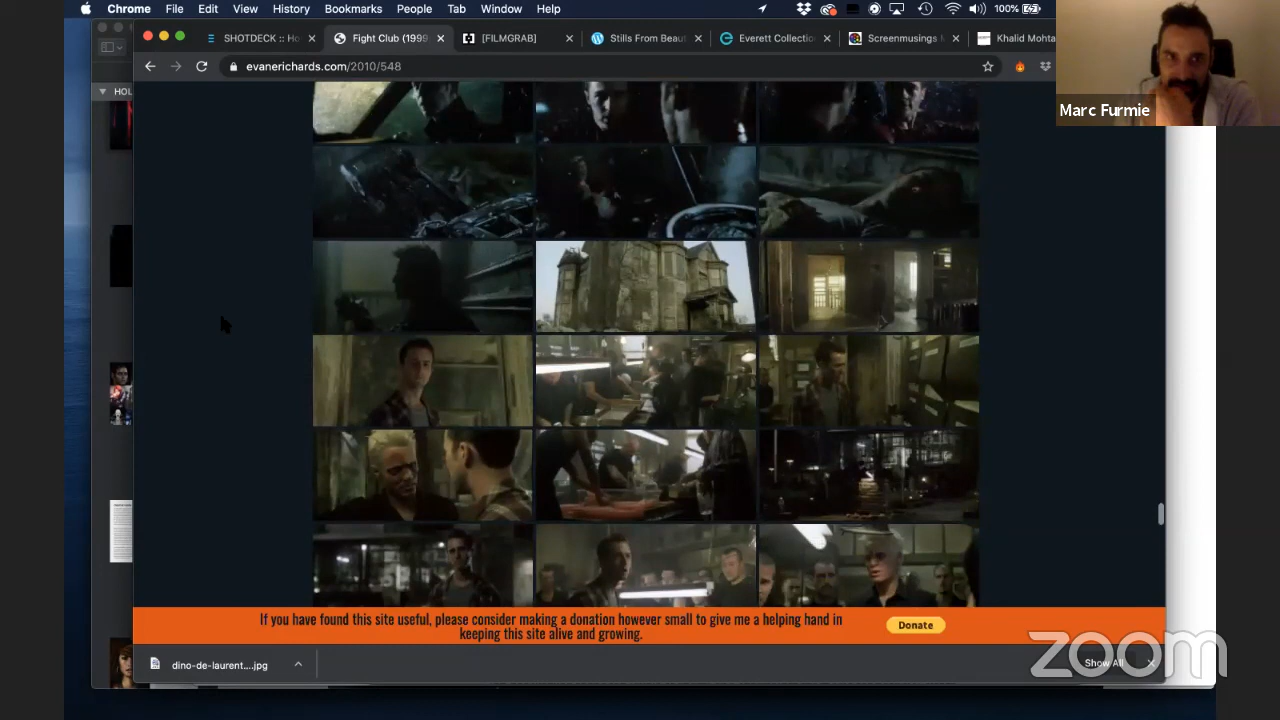 Chrome File Edit View History Bookmarks People Tab Window Help 100%
SHOTDECK :: Ho Fight Club (1999 [FILMGRAB] Stills From Beau Everett Collectio Screenmusings Khalid Mohta
evanerichards.com/2010/548
HOL
Marc Furmie
If you have found this site useful, please consider making a donation however small to give me a helping hand in
keeping this site alive and growing.
Donate
dino-de-laurent....jpg
Show All
zoom